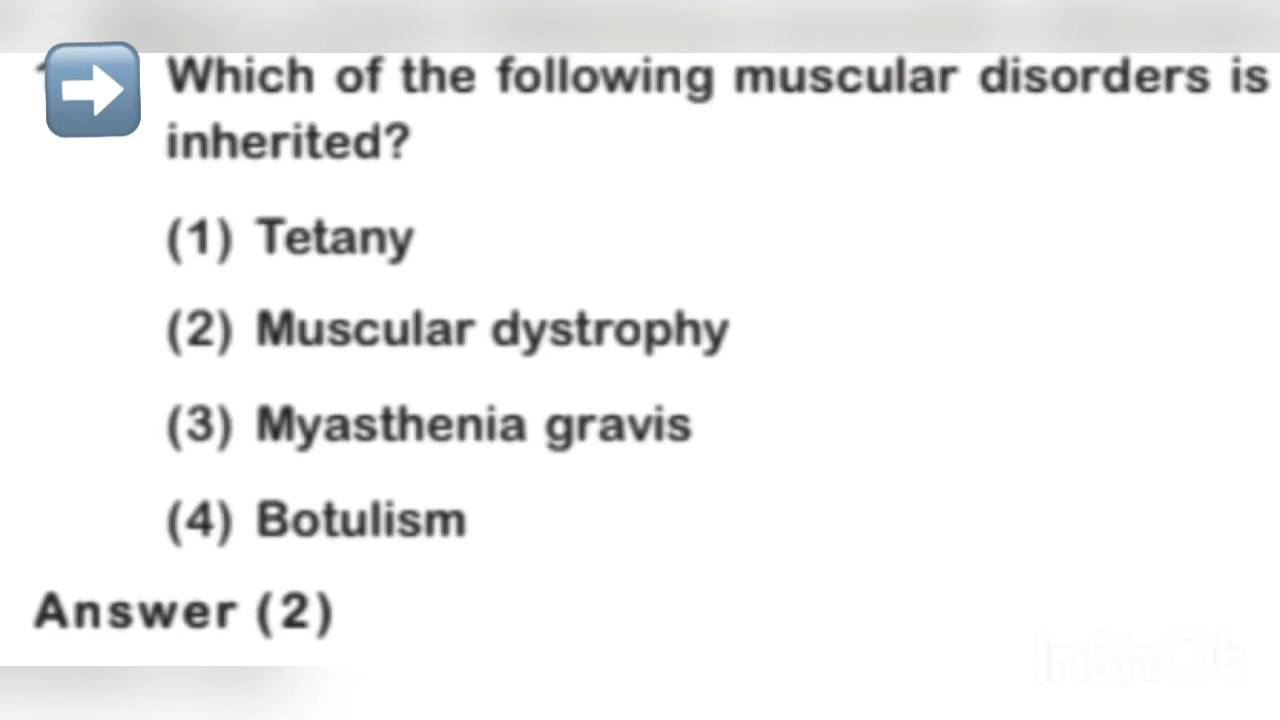 Which of the following muscular disorders is
inherited?
(1) Tetany
(2) Muscular dystrophy
(3) Myasthenia gravis
(4) Botulism
Answer (2)
InShOt